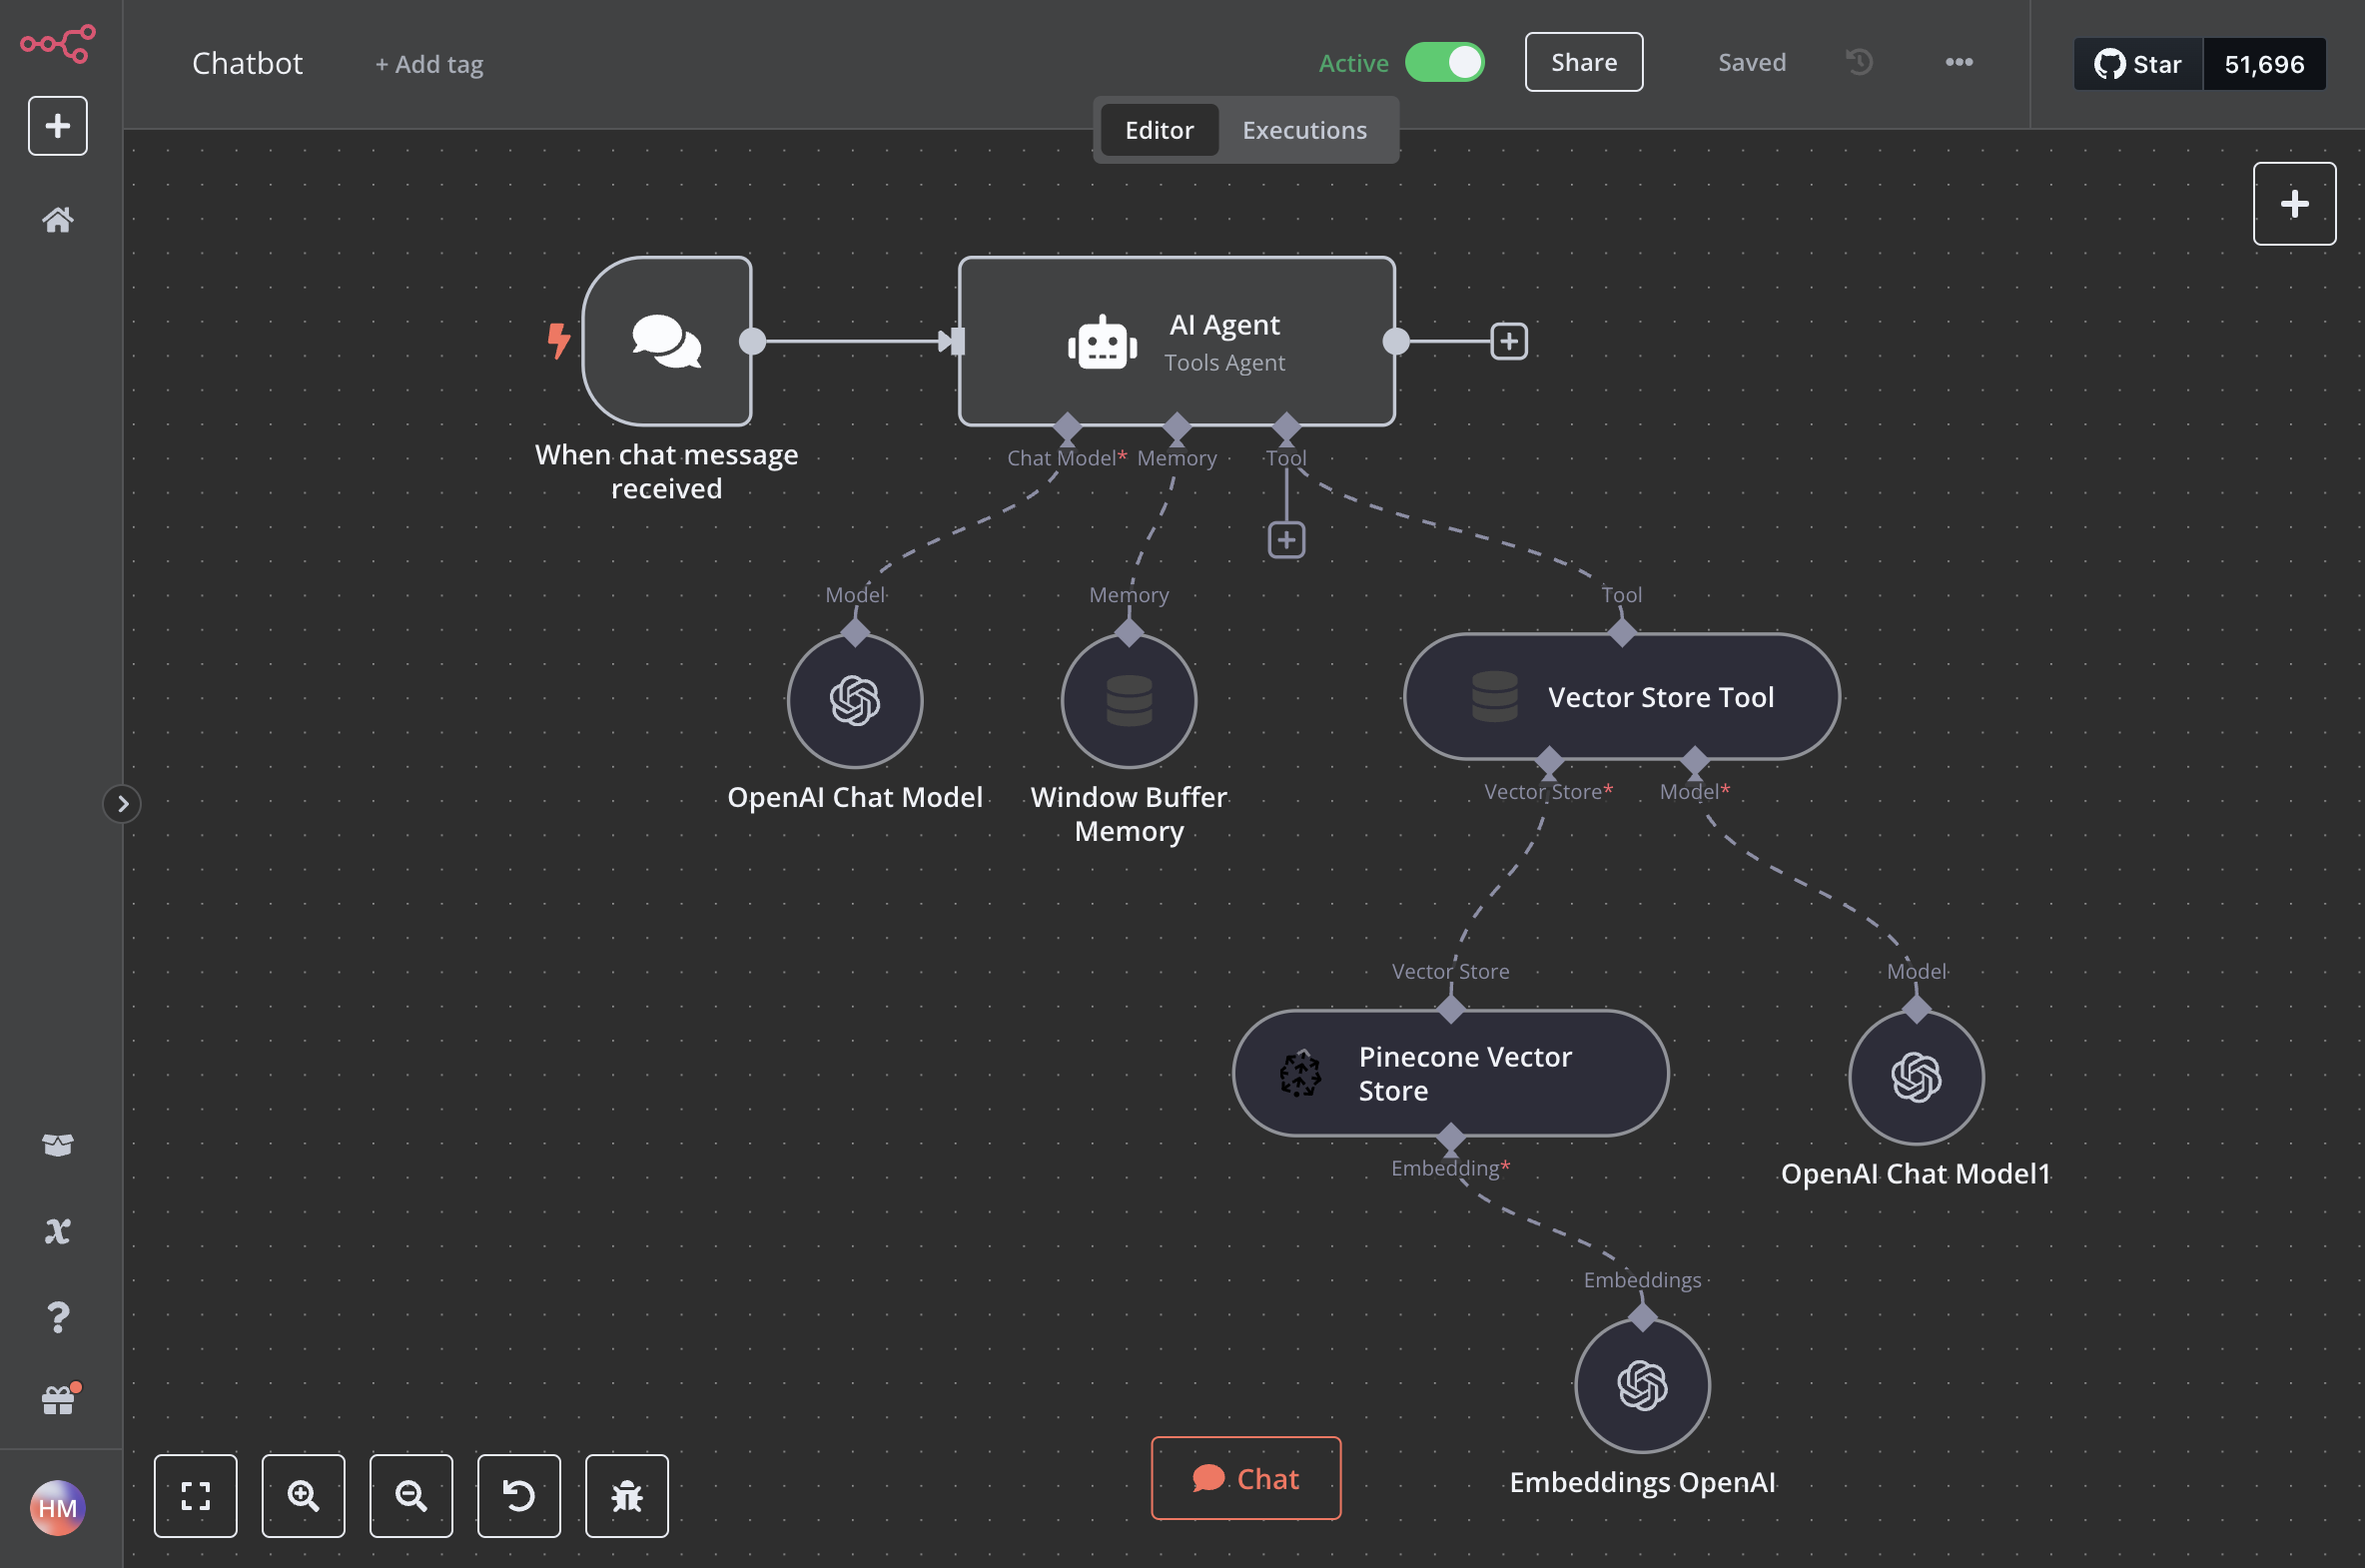 Chatbot
+ Add tag
Active
Share
Saved
Star
51,696
Editor
Executions
AI Agent
Tools Agent
When chat message
received
Chat Model*
Memory
Tool
Model
Memory
Tool
Vector Store Tool
OpenAI Chat Model
Window Buffer
Memory
Vector Store*
Model*
Vector Store
Model
Pinecone Vector
Store
Embedding*
OpenAI Chat Model1
Embeddings
Embeddings OpenAI
Chat
HM